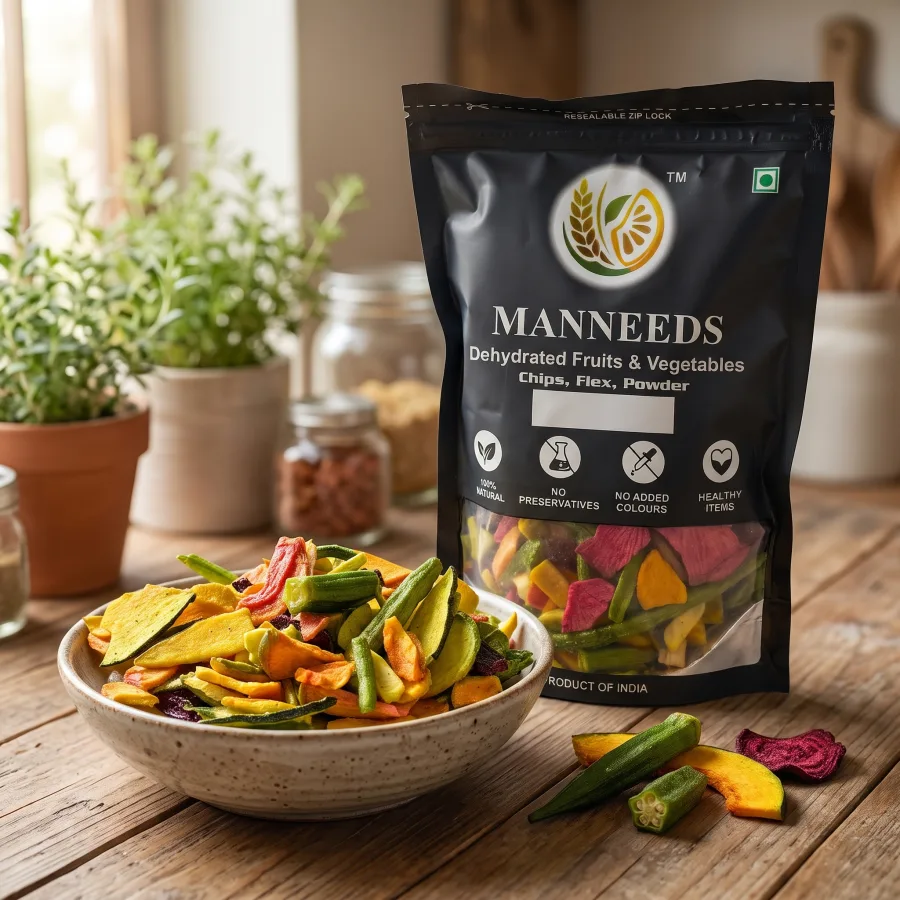 RESEALABLE ZIP LOCK
TM
MANNEEDS
Dehydrated Fruits & Vegetables
Chips, Flex, Powder
100%
NATURAL
NO
PRESERVATIVES
NO ADDED
COLOURS
HEALTHY
ITEMS
PRODUCT OF INDIA